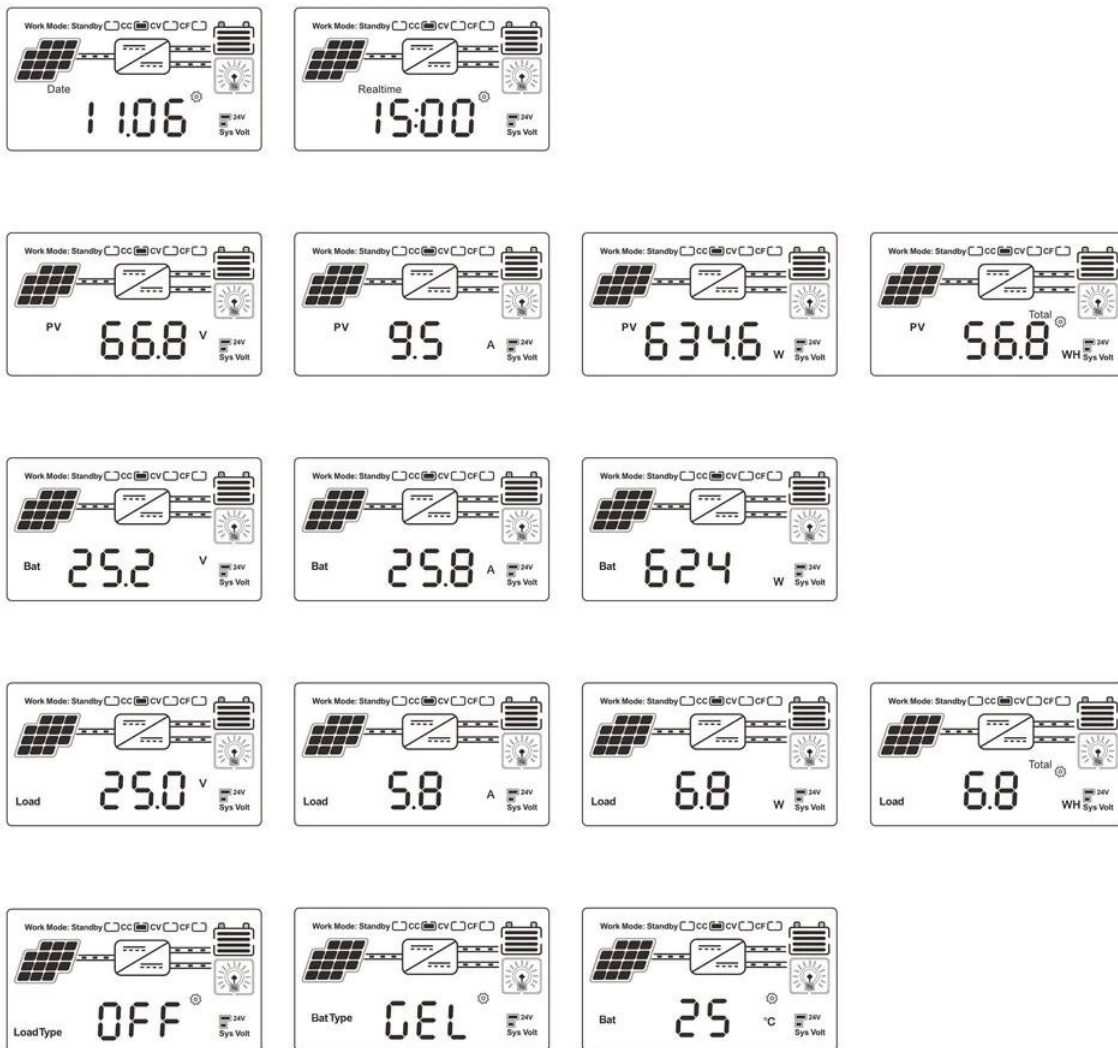 Work Mode: Standby CC CV CF
Date
11.06
24V
Sys Volt
Work Mode: Standby CC CV CF
Realtime
15:00
24V
Sys Volt
Work Mode: Standby CC CV CF
PV 66.8 V
24V
Sys Volt
Work Mode: Standby CC CV CF
PV 9.5 A
24V
Sys Volt
Work Mode: Standby CC CV CF
PV 634.6 W
24V
Sys Volt
Work Mode: Standby CC CV CF
Total
PV 56.8 WH
24V
Sys Volt
Work Mode: Standby CC CV CF
Bat 25.2 V
24V
Sys Volt
Work Mode: Standby CC CV CF
Bat 25.8 A
24V
Sys Volt
Work Mode: Standby CC CV CF
Bat 624 W
24V
Sys Volt
Work Mode: Standby CC CV CF
Load 25.0 V
24V
Sys Volt
Work Mode: Standby CC CV CF
Load 5.8 A
24V
Sys Volt
Work Mode: Standby CC CV CF
Load 6.8 W
24V
Sys Volt
Work Mode: Standby CC CV CF
Total
Load 6.8 WH
24V
Sys Volt
Work Mode: Standby CC CV CF
Load Type OFF
24V
Sys Volt
Work Mode: Standby CC CV CF
Bat Type GEL
24V
Sys Volt
Work Mode: Standby CC CV CF
Bat 25 °C
24V
Sys Volt